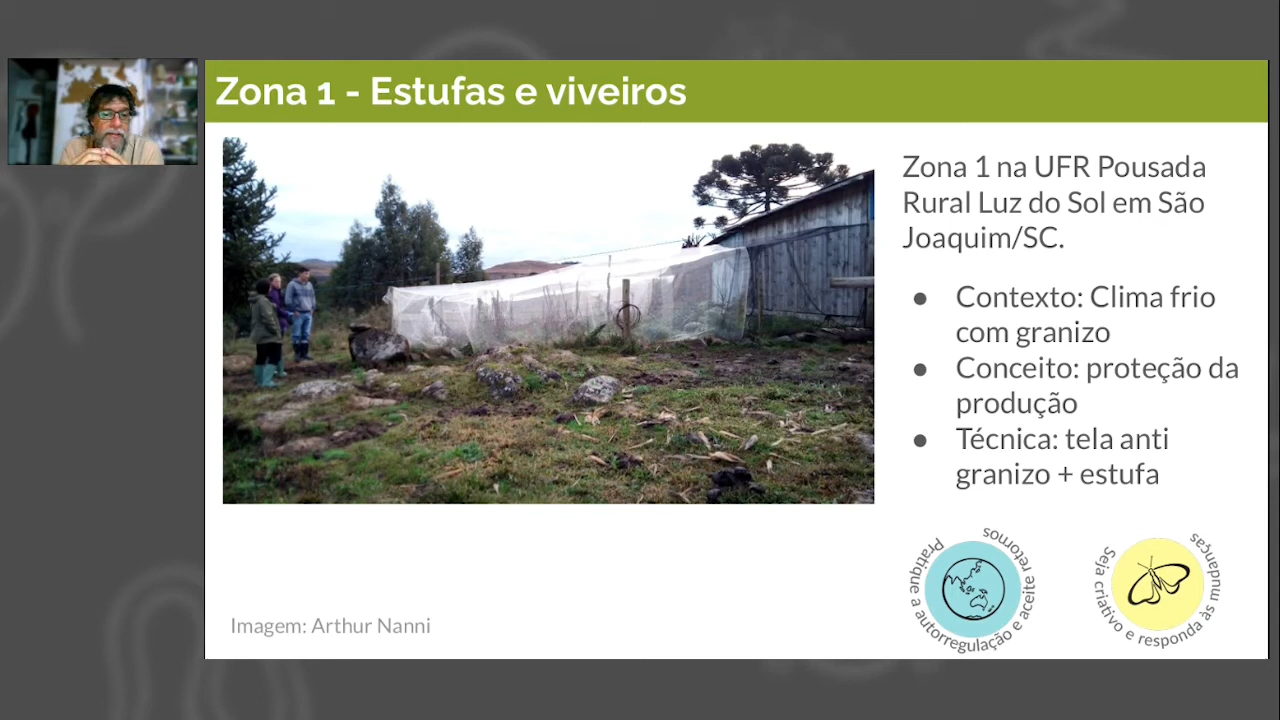 Zona 1 - Estufas e viveiros
Zona 1 na UFR Pousada
Rural Luz do Sol em São
Joaquim/SC.
● Contexto: Clima frio
com granizo
● Conceito: proteção da
produção
● Técnica: tela anti
granizo + estufa
Pratique a autorregulação e aceite retornos
Seja criativo e responda às mudanças
Imagem: Arthur Nanni